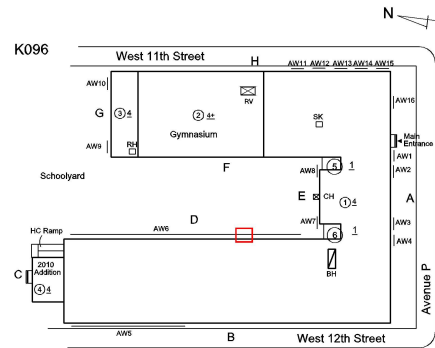 N
K096
West 11th Street
H
AW11 AW12 AW13 AW14 AW15
AW10
G
3 4
2 4+
Gymnasium
RV
SK
AW16
Main
Entrance
AW9
RH
F
5 1
AW1
AW8
AW2
Schoolyard
E
CH
1 4
A
D
AW7
AW3
HC Ramp
AW6
6 1
AW4
2010
Addition
C
4 4
BH
AW5
B
West 12th Street
Avenue P